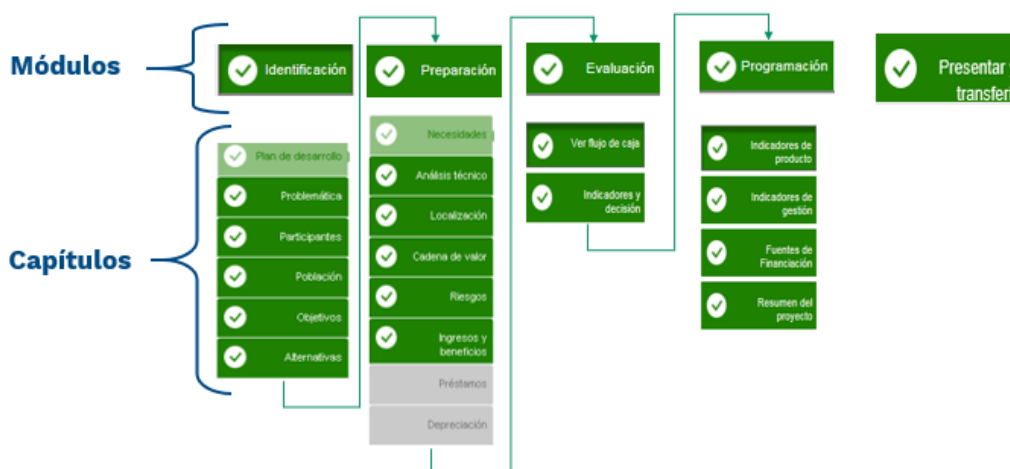 Módulos
Identificación
Preparación
Evaluación
Programación
Presentar
transferi
Capítulos
Plan de desarrollo
Problemática
Participantes
Población
Objetivos
Alternativas
Necesidades
Análisis técnico
Localización
Cadena de valor
Riesgos
Ingresos y
beneficios
Préstamos
Depreciación
Ver flujo de caja
Indicadores y
decisión
Indicadores de
producto
Indicadores de
gestión
Fuentes de
Financiación
Resumen del
proyecto